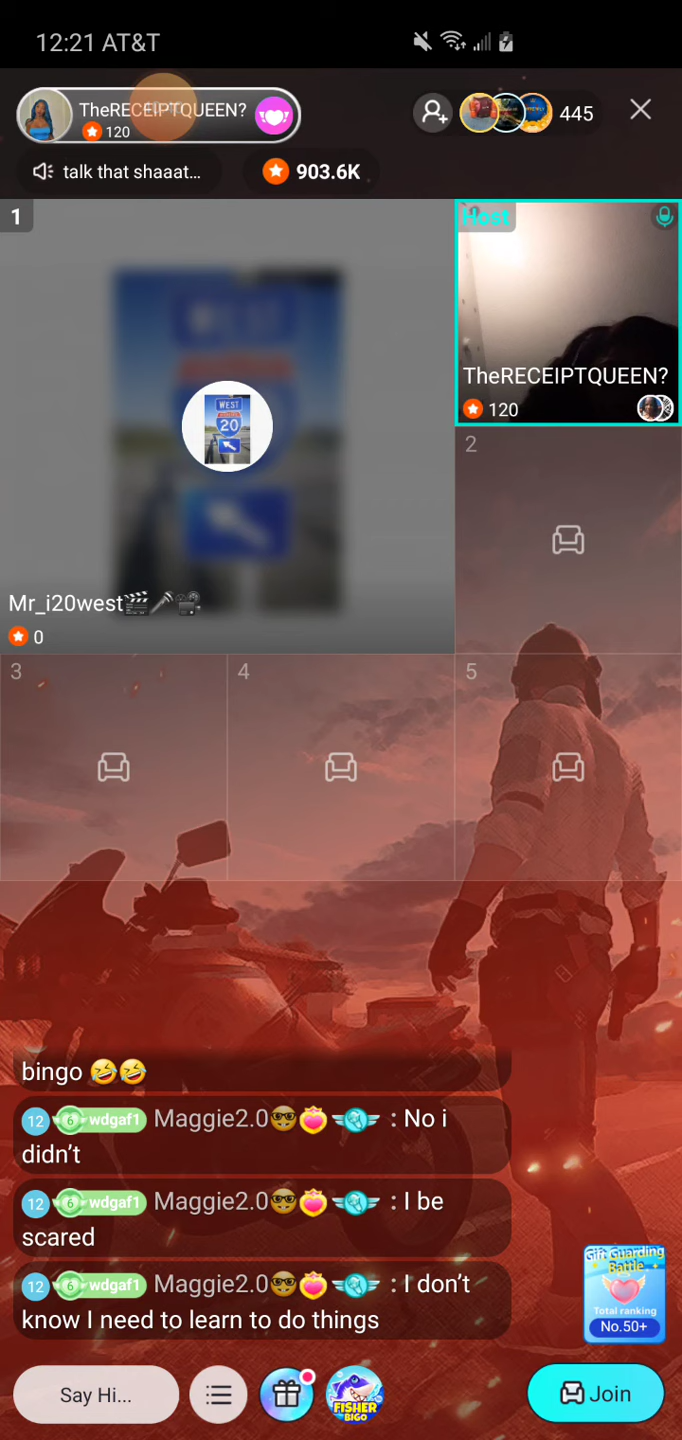 12:21 AT&T
TheRECEIPTQUEEN?
120
445
talk that shaaat...
903.6K
1
Host
WEST
20
TheRECEIPTQUEEN?
120
2
Mr_i20west🎬🎤🎥
0
3
4
5
bingo 🤣🤣
12 6 wdgaf1 Maggie2.0🤓 : No i
didn't
12 6 wdgaf1 Maggie2.0🤓 : I be
scared
12 6 wdgaf1 Maggie2.0🤓 : I don't
know I need to learn to do things
Gift Guarding
Battle
Total ranking
No.50+
Say Hi...
FISHER
BIGO
Join